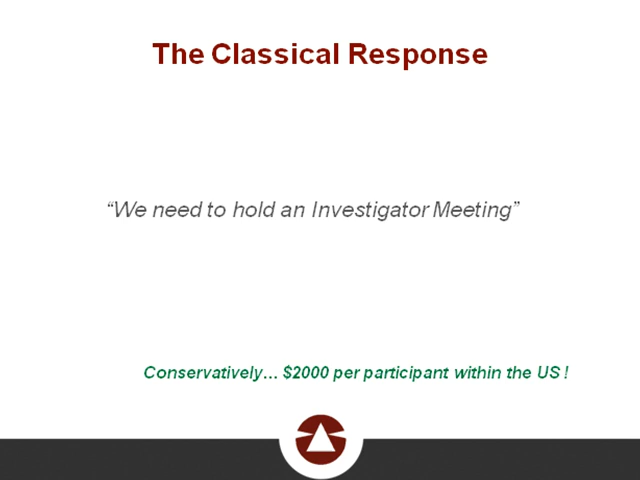 The Classical Response
“We need to hold an Investigator Meeting”
Conservatively… $2000 per participant within the US !